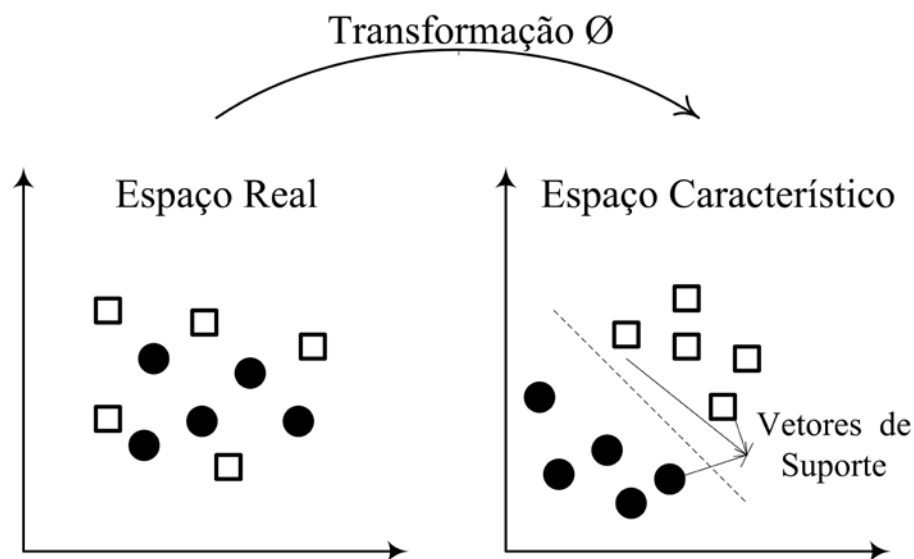 Transformação Ø
Espaço Real
Espaço Característico
Vetores de
Suporte